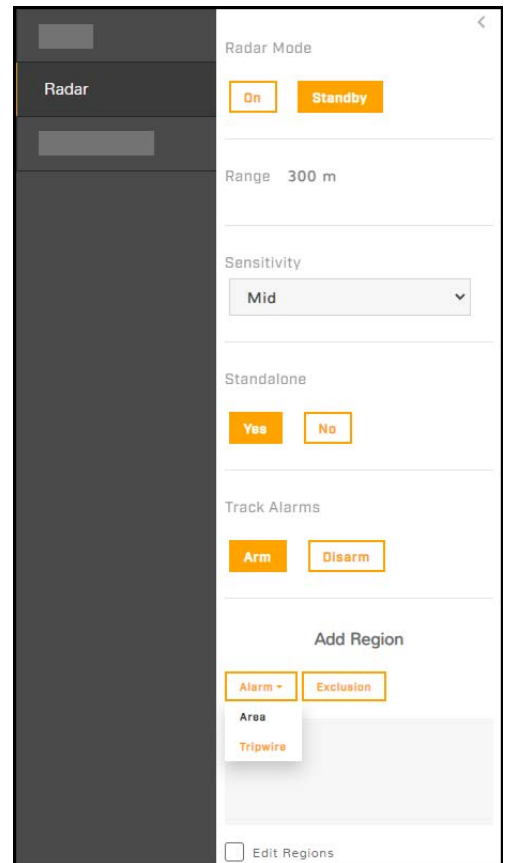 Radar
Radar Mode
On Standby
Range 300 m
Sensitivity
Mid
Standalone
Yes No
Track Alarms
Arm Disarm
Add Region
Alarm Exclusion
Area
Tripwire
Edit Regions